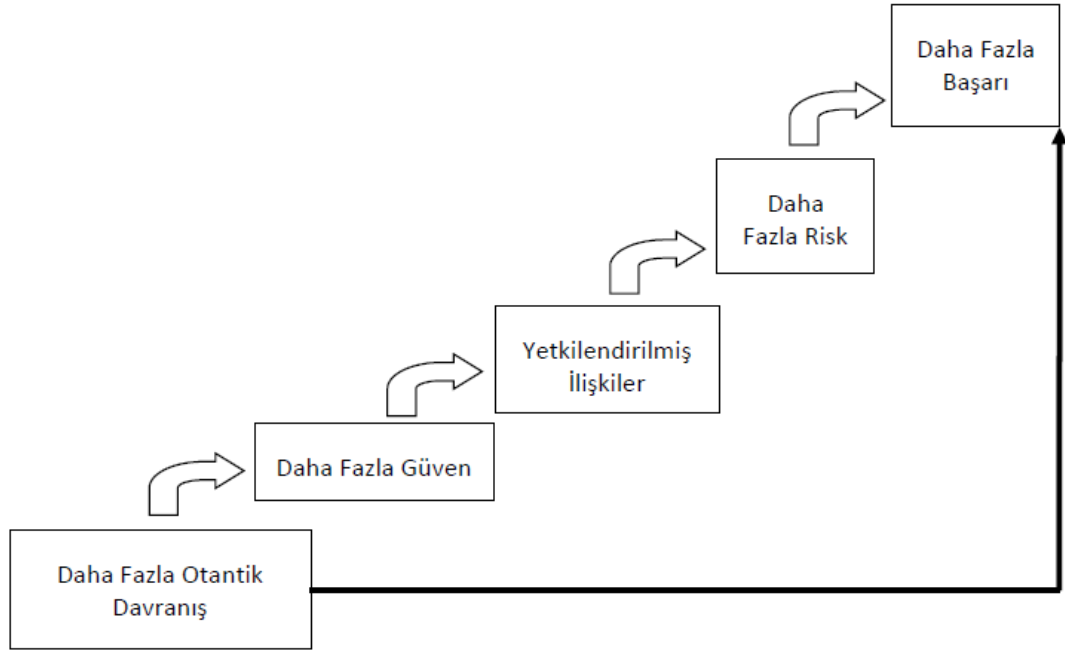 Daha Fazla
Başarı
Daha
Fazla Risk
Yetkilendirilmiş
İlişkiler
Daha Fazla Güven
Daha Fazla Otantik
Davranış